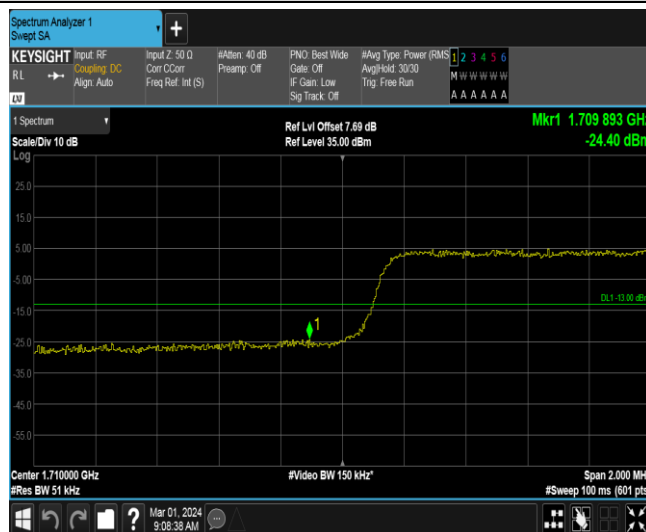 Spectrum Analyzer 1
Swept SA
KEYSIGHT
RL
LXI
Input: RF
Coupling: DC
Align: Auto
Input Z: 50 Ω
Corr CCorr
Freq Ref: Int (S)
#Atten: 40 dB
Preamp: Off
PNO: Best Wide
Gate: Off
IF Gain: Low
Sig Track: Off
#Avg Type: Power (RMS
Avg|Hold: 30/30
Trig: Free Run
1 2 3 4 5 6
M W W W W W
A A A A A A
1 Spectrum
Scale/Div 10 dB
Ref Lvl Offset 7.69 dB
Ref Level 35.00 dBm
Mkr1 1.709 893 GHz
-24.40 dBm
Log
25.0
15.0
5.00
-5.00
DL1 -13.00 dBm
-15.0
1
-25.0
-35.0
-45.0
-55.0
Center 1.710000 GHz
#Res BW 51 kHz
#Video BW 150 kHz*
Span 2.000 MH
#Sweep 100 ms (601 pts
?
Mar 01, 2024
9:08:38 AM